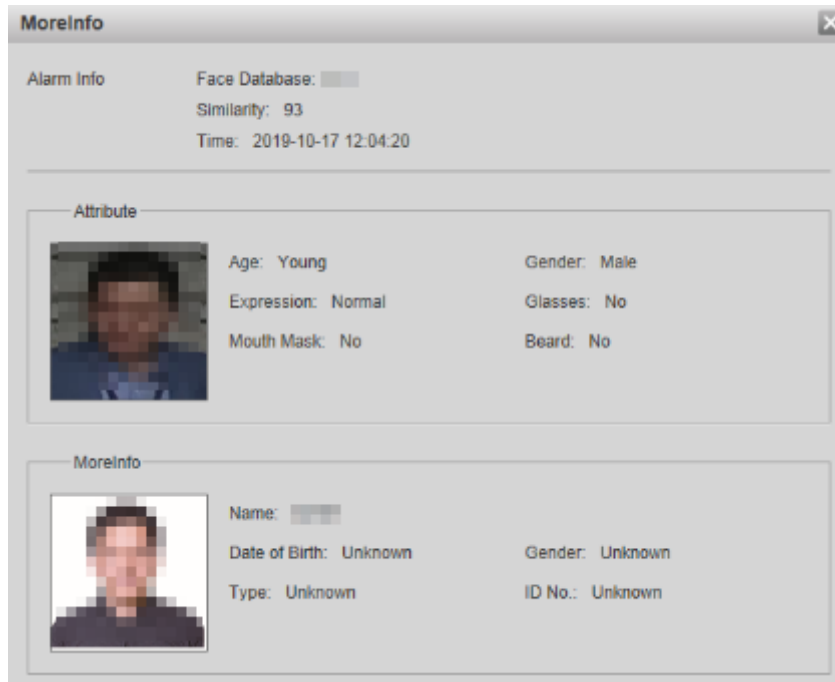 MoreInfo
Alarm Info Face Database:
Similarity: 93
Time: 2019-10-17 12:04:20
Attribute
Age: Young Gender: Male
Expression: Normal Glasses: No
Mouth Mask: No Beard: No
MoreInfo
Name:
Date of Birth: Unknown Gender: Unknown
Type: Unknown ID No.: Unknown